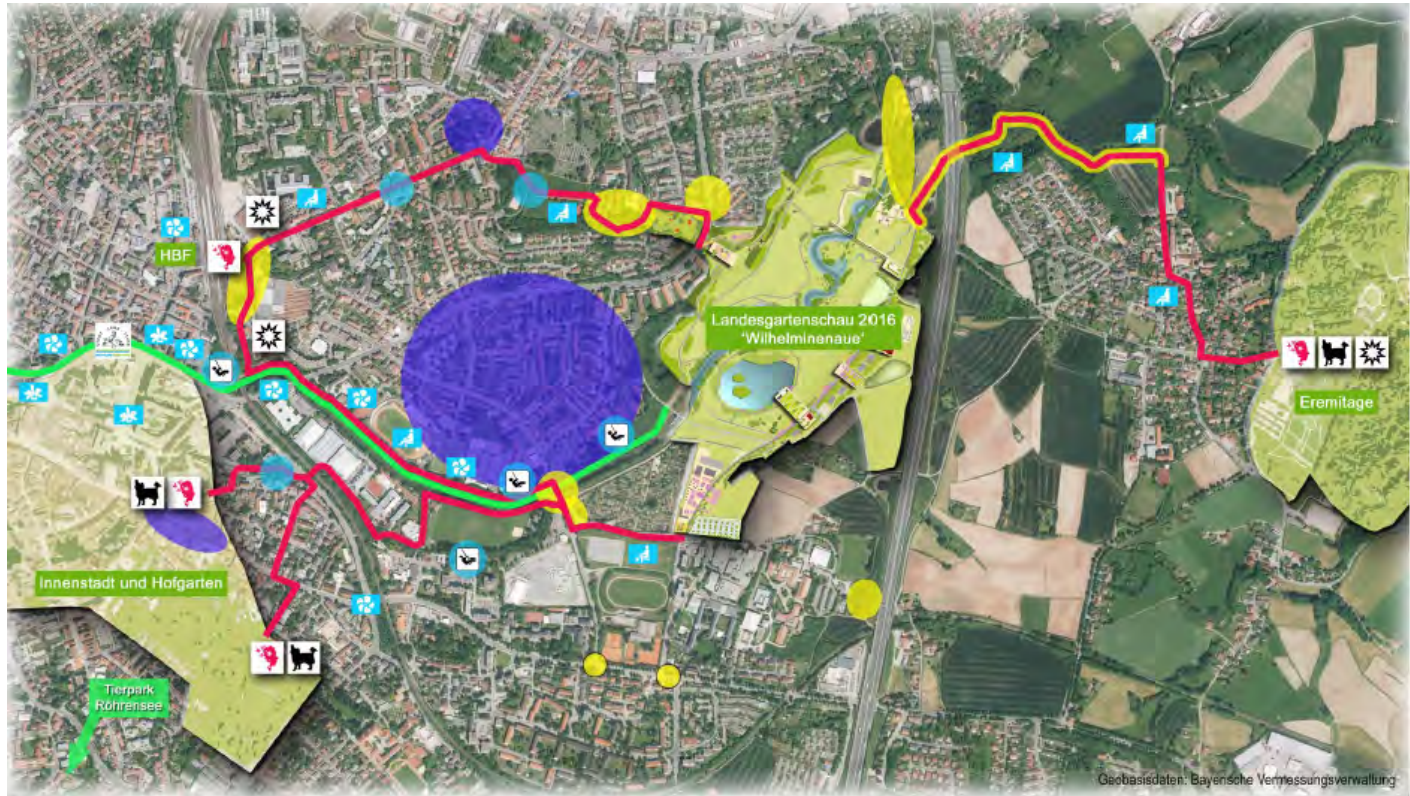 HBF
Landesgartenschau 2016
'Wilhelminenaue'
Eremitage
Innenstadt und Hofgarten
Tierpark
Röhrensee
Geobasisdaten: Bayerische Vermessungsverwaltung